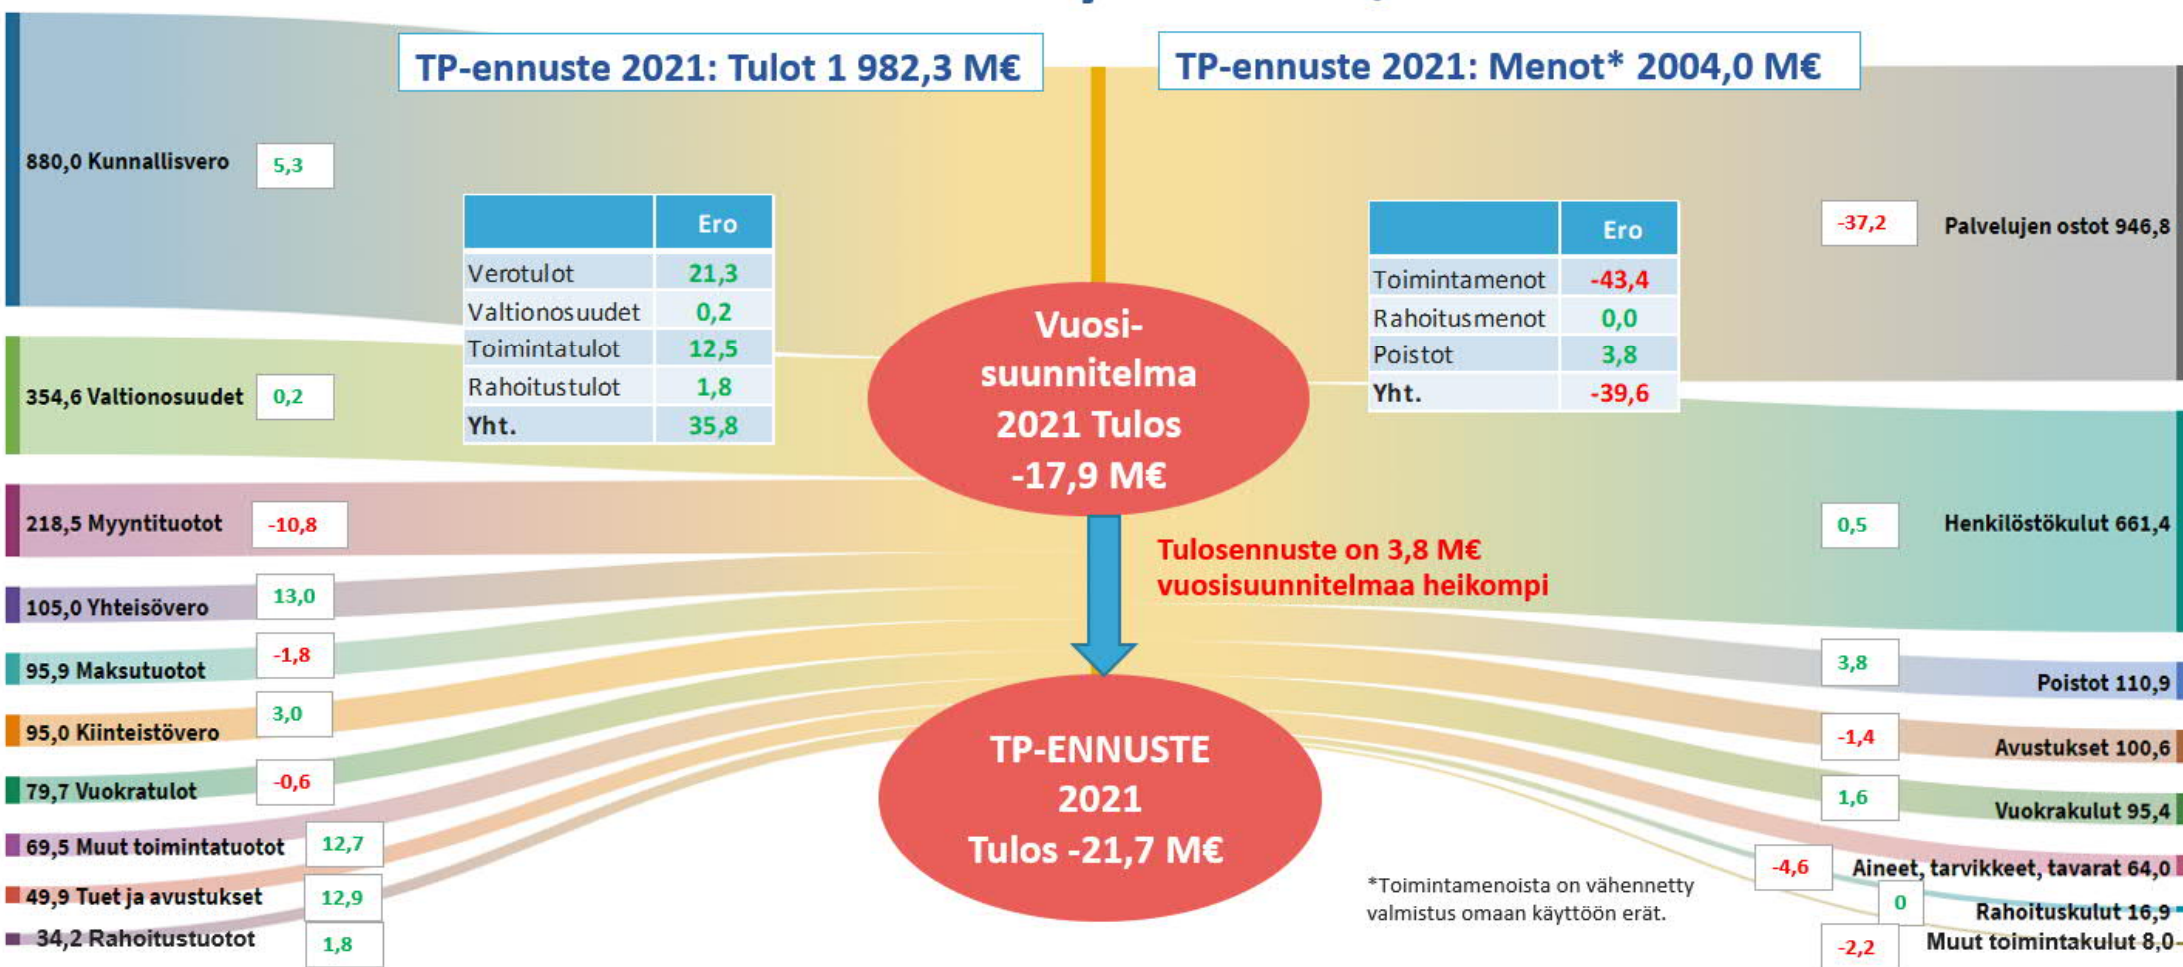 TP-ennuste 2021: Tulot 1 982,3 M€
TP-ennuste 2021: Menot* 2004,0 M€
880,0 Kunnallisvero 5,3
354,6 Valtionosuudet 0,2
218,5 Myyntituotot -10,8
105,0 Yhteisövero 13,0
95,9 Maksutuotot -1,8
95,0 Kiinteistövero 3,0
79,7 Vuokratulot -0,6
69,5 Muut toimintatuotot 12,7
49,9 Tuet ja avustukset 12,9
34,2 Rahoitustuotot 1,8
Ero
Verotulot 21,3
Valtionosuudet 0,2
Toimintatulot 12,5
Rahoitustulot 1,8
Yht. 35,8
Vuosi-
suunnitelma
2021 Tulos
-17,9 M€
Tulosennuste on 3,8 M€
vuosisuunnitelmaa heikompi
TP-ENNUSTE
2021
Tulos -21,7 M€
Ero
Toimintamenot -43,4
Rahoitusmenot 0,0
Poistot 3,8
Yht. -39,6
-37,2 Palvelujen ostot 946,8
0,5 Henkilöstökulut 661,4
3,8 Poistot 110,9
-1,4 Avustukset 100,6
1,6 Vuokrakulut 95,4
-4,6 Aineet, tarvikkeet, tavarat 64,0
0 Rahoituskulut 16,9
-2,2 Muut toimintakulut 8,0
*Toimintamenoista on vähennetty
valmistus omaan käyttöön erät.